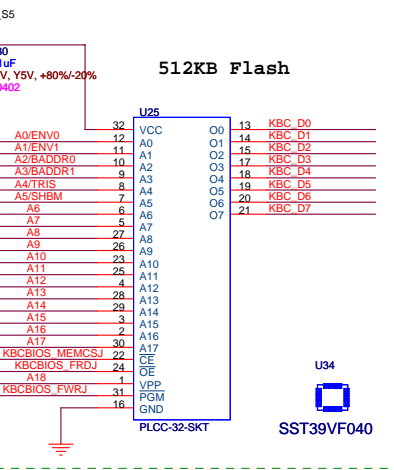 _S5
30
1uF
V, Y5V, +80%/-20%
0402
512KB Flash
U25
32 VCC O0 13 KBC_D0
A0/ENV0 12 A0 O1 14 KBC_D1
A1/ENV1 11 A1 O2 15 KBC_D2
A2/BADDR0 10 A2 O3 17 KBC_D3
A3/BADDR1 9 A3 O4 18 KBC_D4
A4/TRIS 8 A4 O5 19 KBC_D5
A5/SHBM 7 A5 O6 20 KBC_D6
A6 6 A6 O7 21 KBC_D7
A7 5 A7
A8 27 A8
A9 26 A9
A10 23 A10
A11 25 A11
A12 4 A12
A13 28 A13
A14 29 A14
A15 3 A15
A16 2 A16
A17 30 A17
KBCBIOS_MEMCSJ 22 CE
KBCBIOS_FRDJ 24 OE
A18 1 VPP
KBCBIOS_FWRJ 31 PGM
16 GND
PLCC-32-SKT
U34
SST39VF040